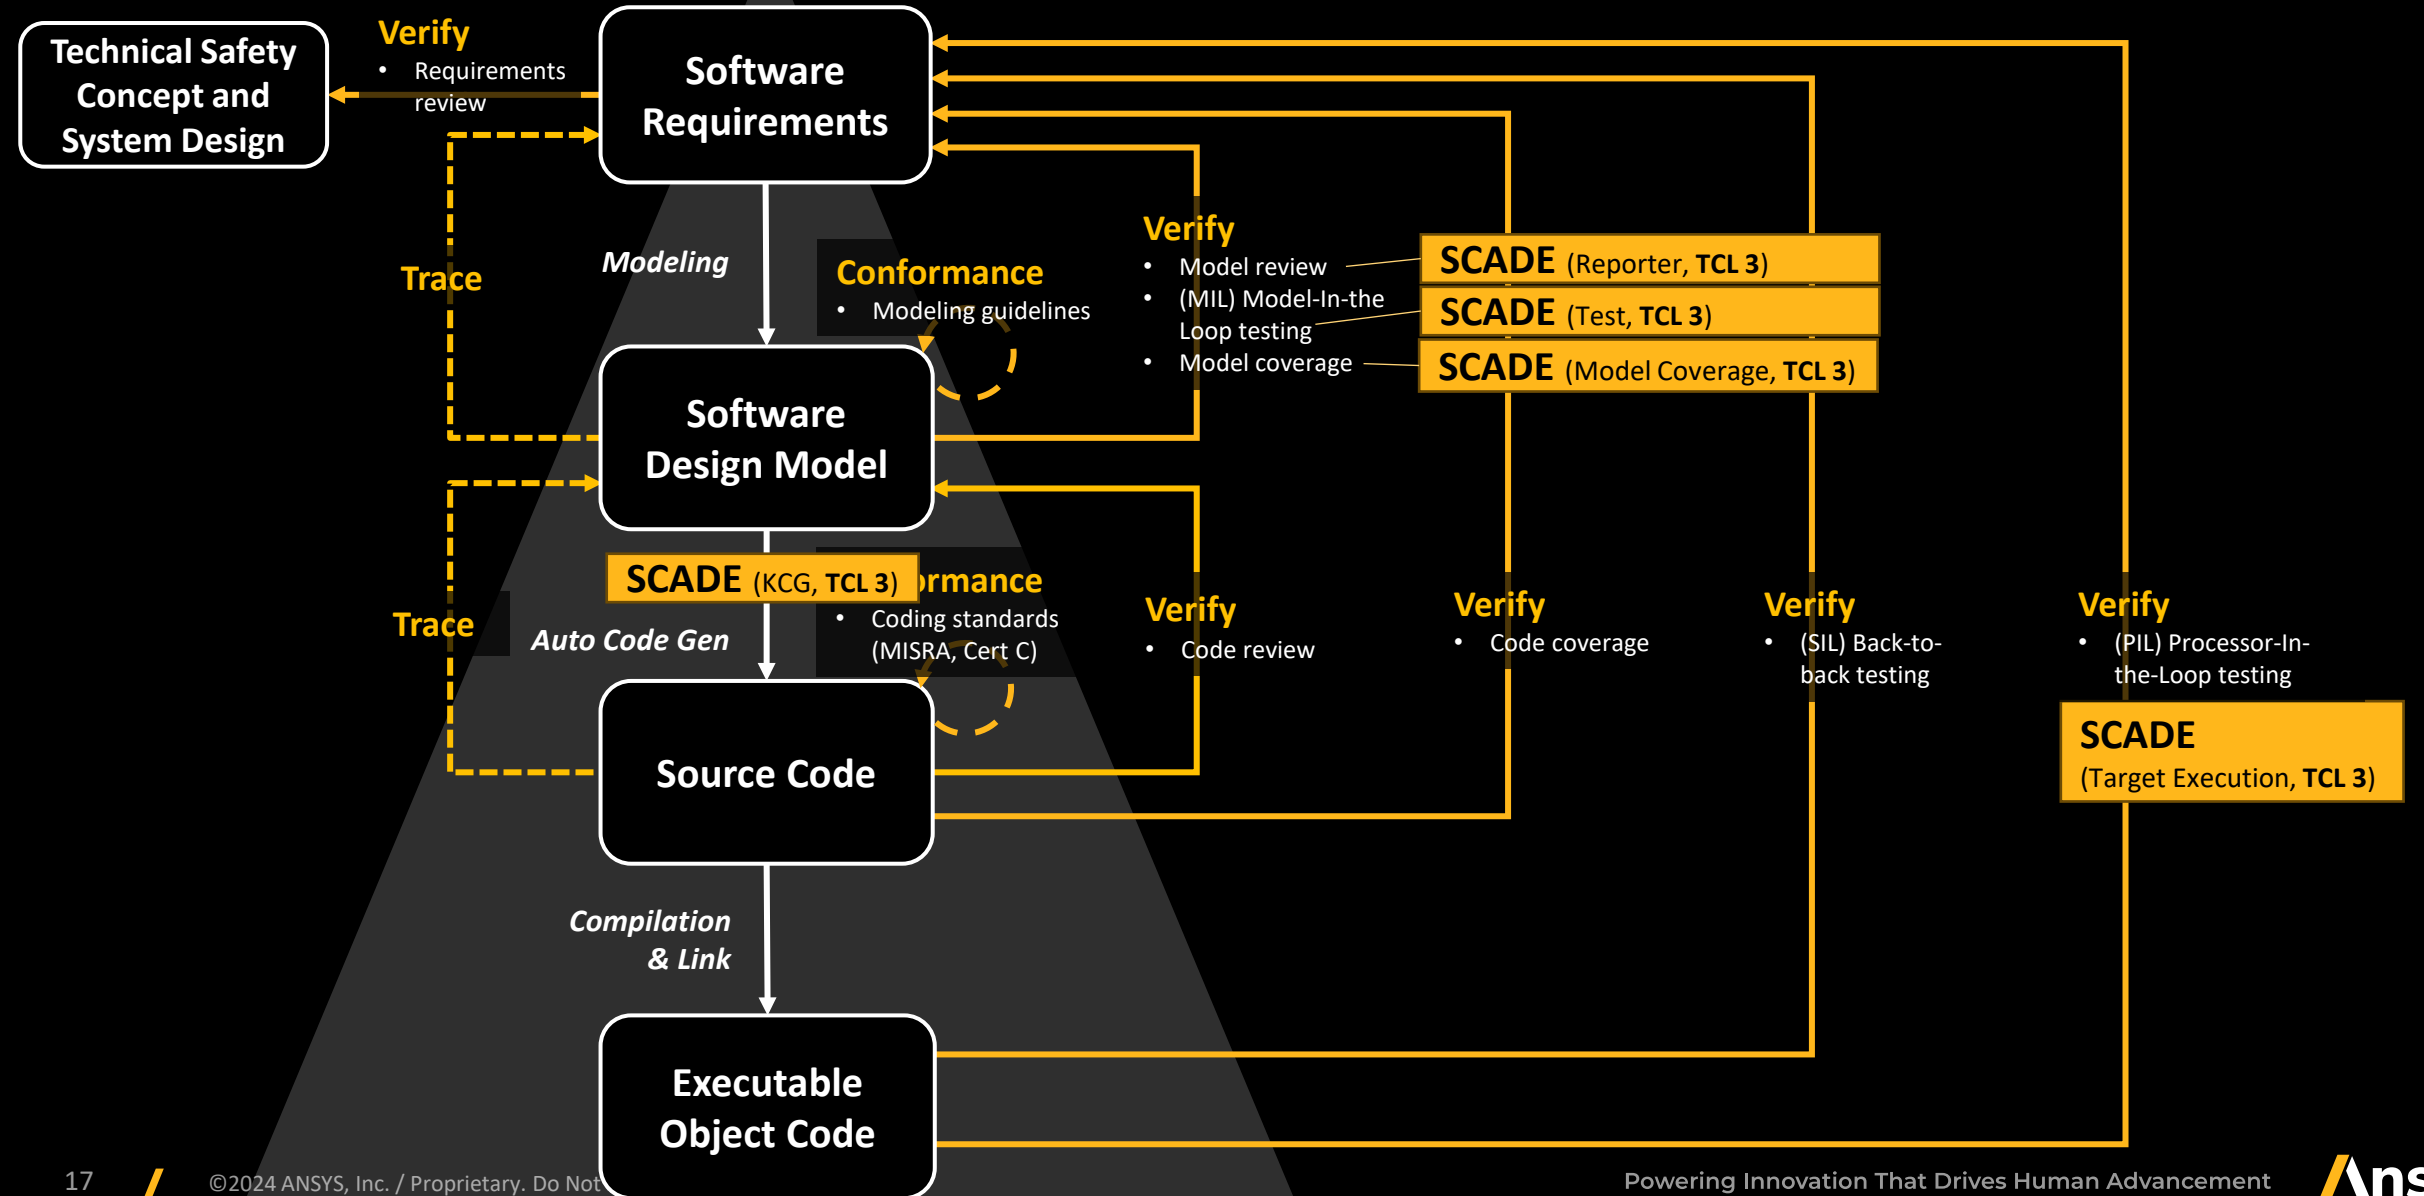 Technical Safety
Concept and
System Design
Verify
• Requirements
review
Software
Requirements
Trace
Modeling
Conformance
• Modeling guidelines
Verify
• Model review
• (MIL) Model-In-the
Loop testing
• Model coverage
SCADE (Reporter, TCL 3)
SCADE (Test, TCL 3)
SCADE (Model Coverage, TCL 3)
Software
Design Model
SCADE (KCG, TCL 3)
ormance
• Coding standards
(MISRA, Cert C)
Trace
Auto Code Gen
Verify
• Code review
Verify
• Code coverage
Verify
• (SIL) Back-to-
back testing
Verify
• (PIL) Processor-In-
the-Loop testing
SCADE
(Target Execution, TCL 3)
Source Code
Compilation
& Link
Executable
Object Code
17
©2024 ANSYS, Inc. / Proprietary. Do Not
Powering Innovation That Drives Human Advancement
Ans